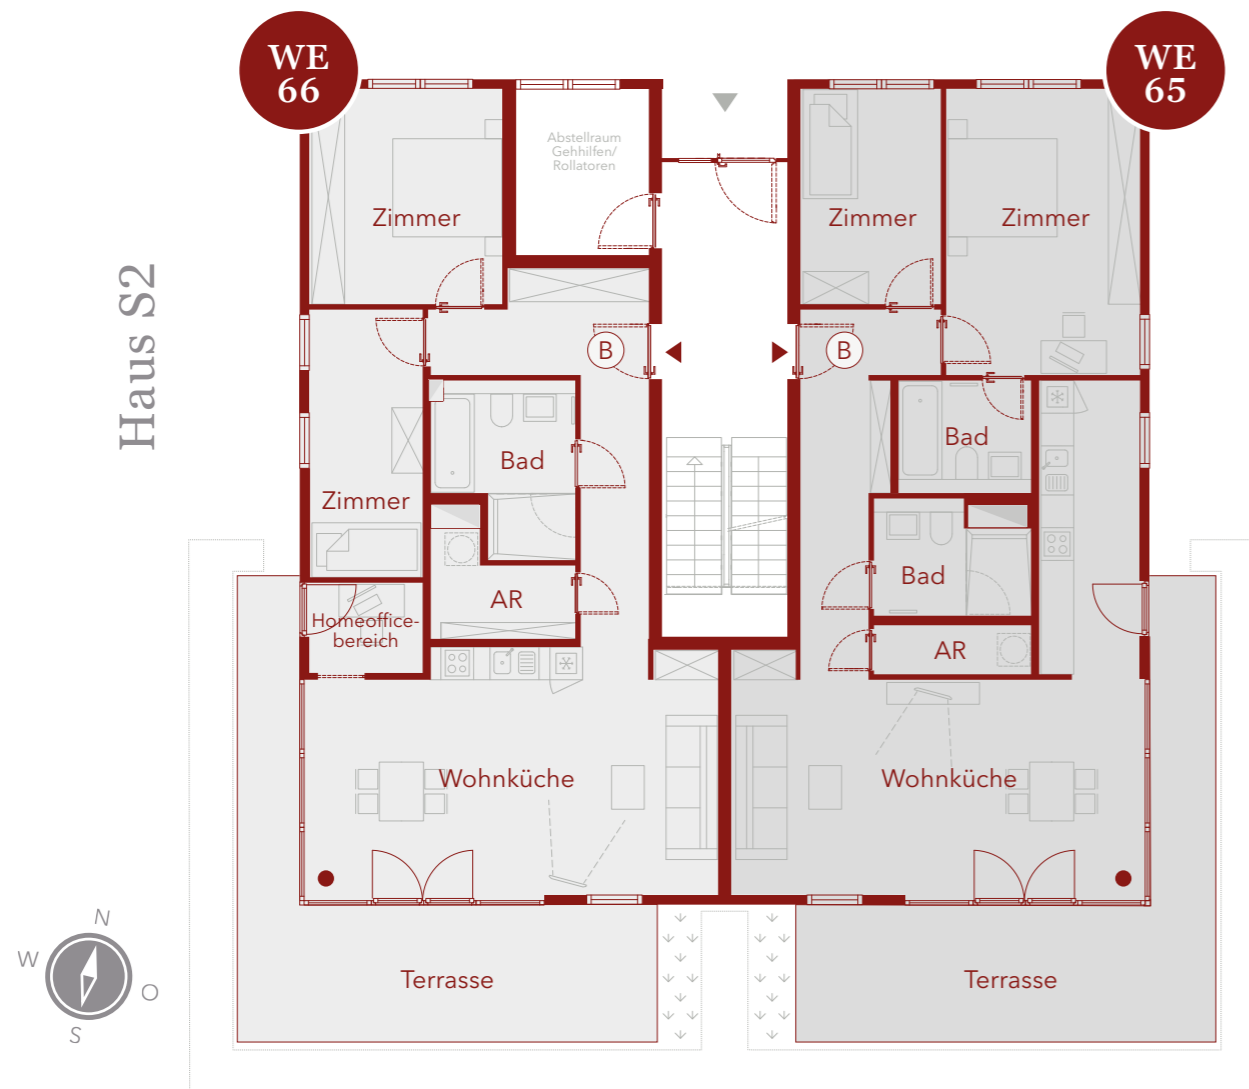 WE
66
WE
65
Haus S2
Abstellraum
Gehhilfen/
Rollatoren
Zimmer
Zimmer
Zimmer
B
B
Bad
Bad
Zimmer
AR
Bad
Homeoffice-
bereich
AR
Wohnküche
Wohnküche
N
W
O
S
Terrasse
Terrasse